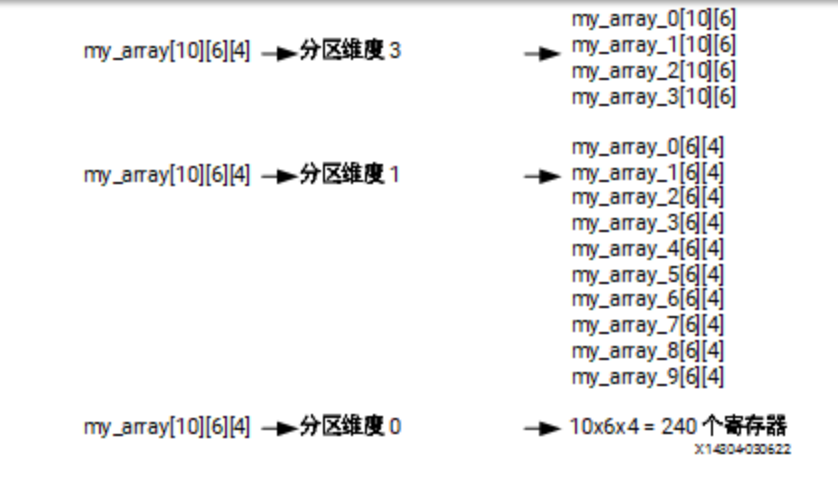 my_array_0[10][6]
my_array[10][6][4] 分区维度 3 my_array_1[10][6]
my_array_2[10][6]
my_array_3[10][6]
my_array_0[6][4]
my_array[10][6][4] 分区维度 1 my_array_1[6][4]
my_array_2[6][4]
my_array_3[6][4]
my_array_4[6][4]
my_array_5[6][4]
my_array_6[6][4]
my_array_7[6][4]
my_array_8[6][4]
my_array_9[6][4]
my_array[10][6][4] 分区维度 0 10x6x4 = 240 个寄存器
X14304-030622